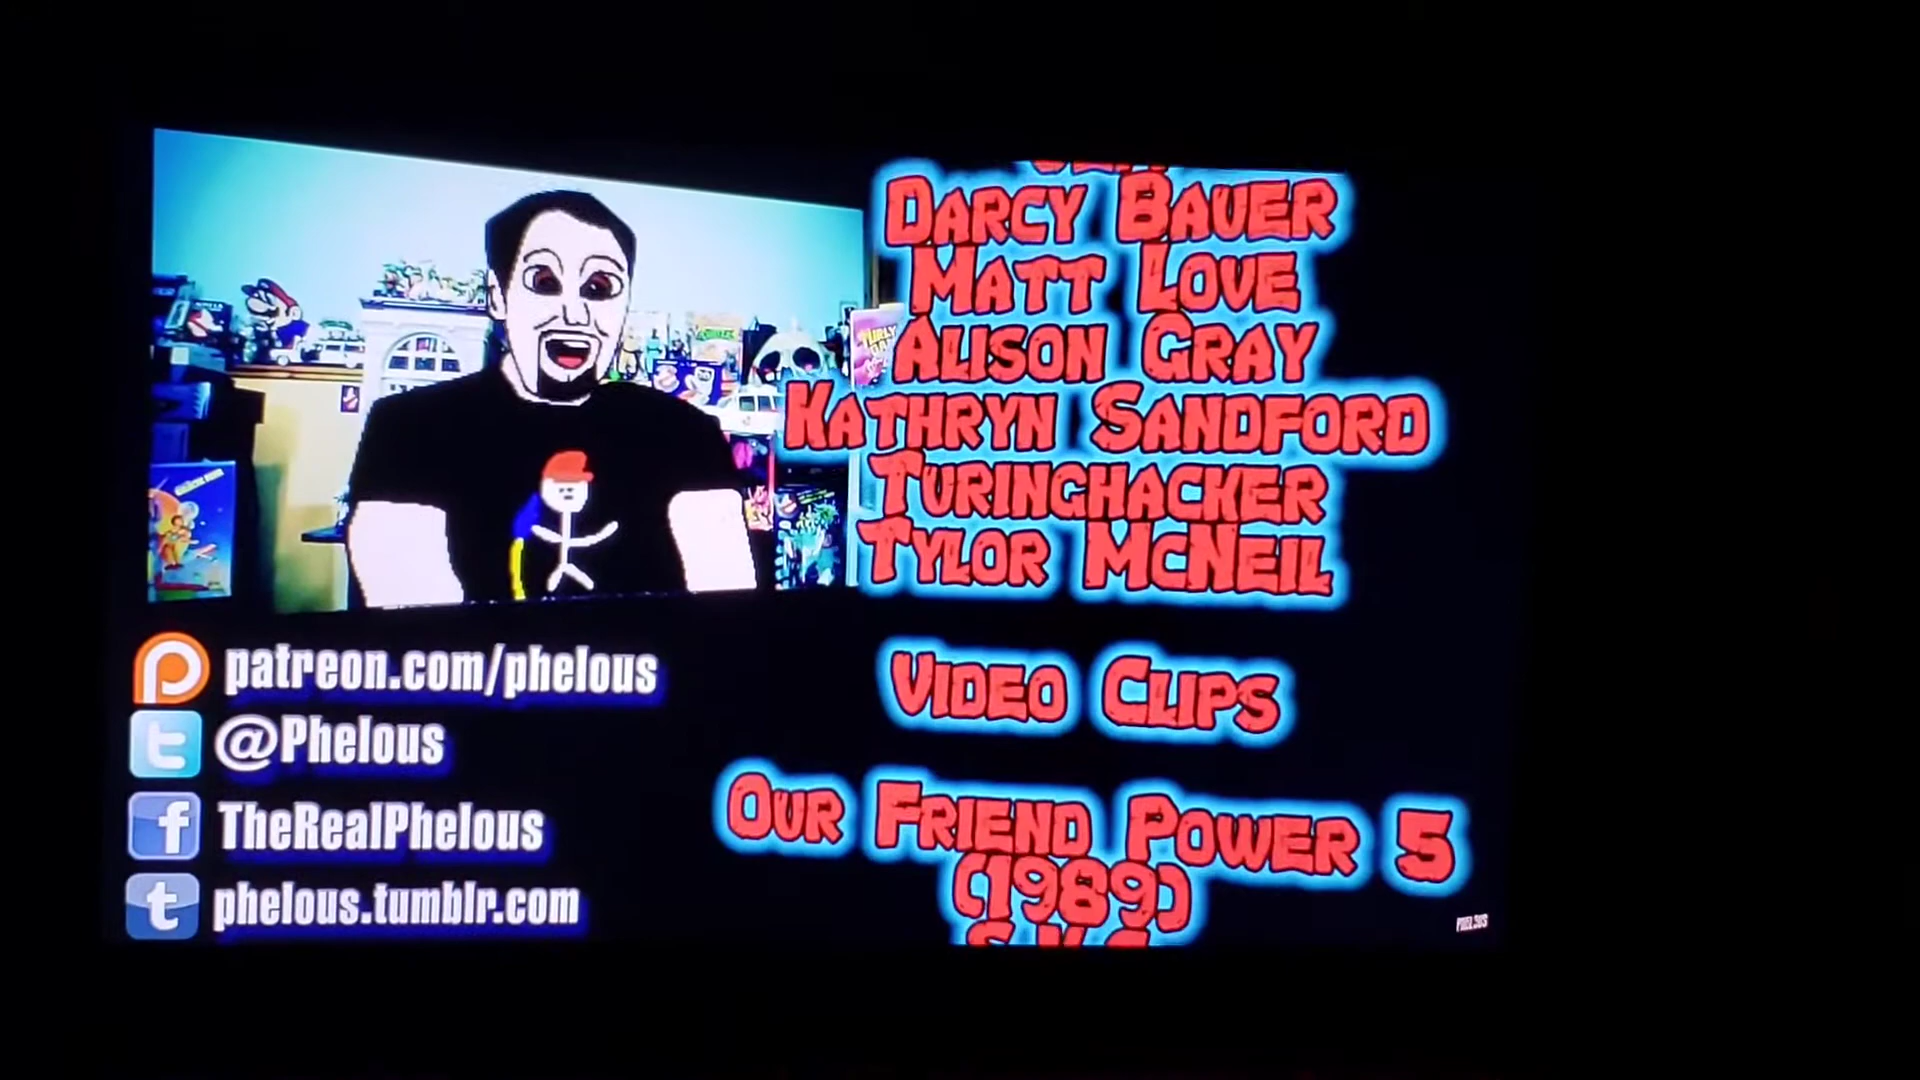 Darcy Bauer
Matt Love
Alison Gray
Kathryn Sandford
Turinghacker
Tylor McNeil
Video Clips
Our Friend Power 5
(1989)
patreon.com/phelous
@Phelous
TheRealPhelous
phelous.tumblr.com